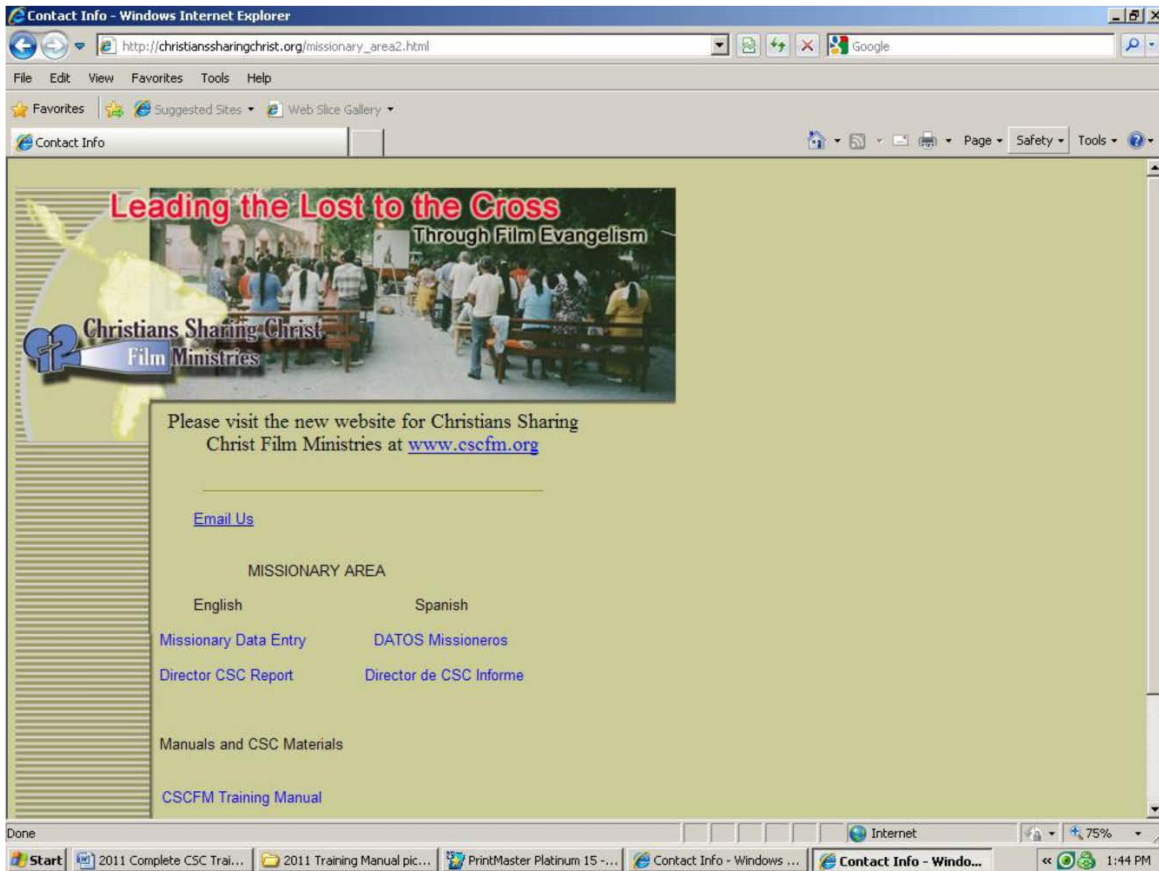 Contact Info - Windows Internet Explorer
http://christianssharingchrist.org/missionary_area2.html
Google
File Edit View Favorites Tools Help
Favorites Suggested Sites Web Slice Gallery
Contact Info
Page Safety Tools
Leading the Lost to the Cross
Through Film Evangelism
Christians Sharing Christ
Film Ministries
Please visit the new website for Christians Sharing
Christ Film Ministries at www.cscfm.org
Email Us
MISSIONARY AREA
English Spanish
Missionary Data Entry DATOS Missioneros
Director CSC Report Director de CSC Informe
Manuals and CSC Materials
CSCFM Training Manual
Done Internet 75%
Start 2011 Complete CSC Trai... 2011 Training Manual pic... PrintMaster Platinum 15 -... Contact Info - Windows ... Contact Info - Windo... « 1:44 PM